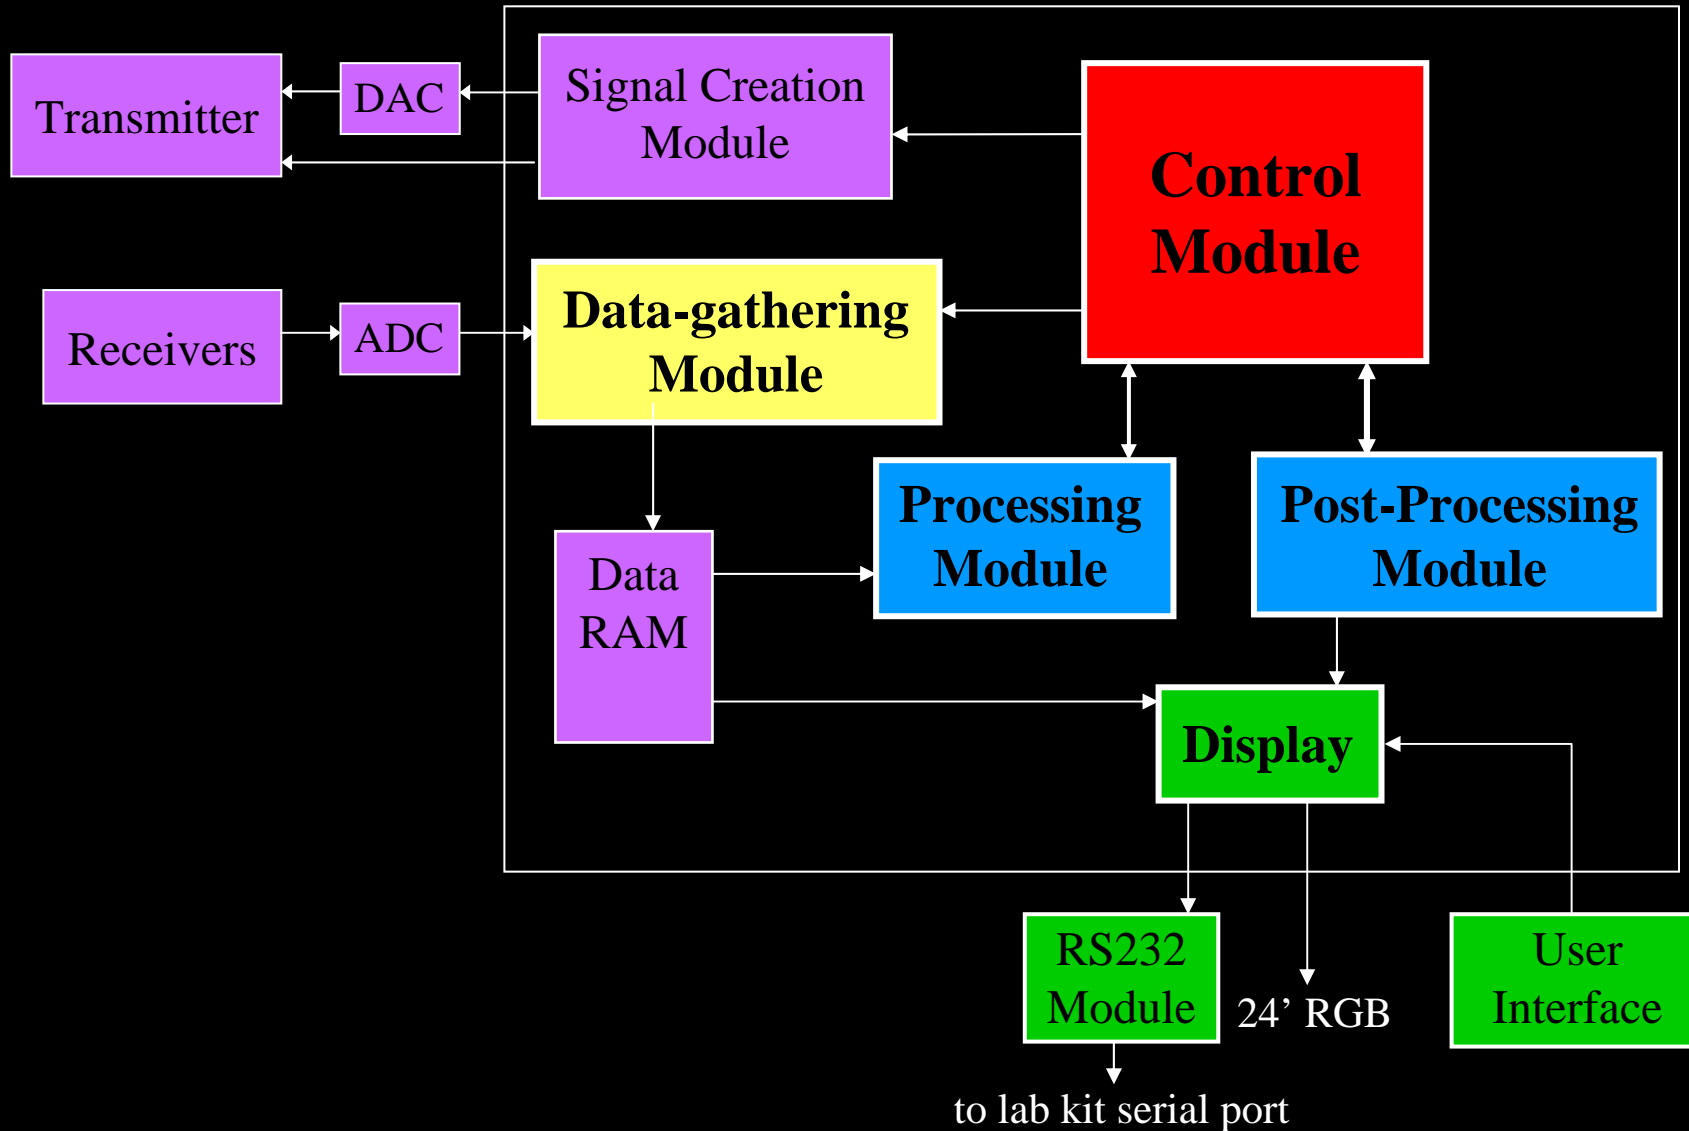 Transmitter
DAC
Signal Creation
Module
Control
Module
Receivers
ADC
Data-gathering
Module
Data
RAM
Processing
Module
Post-Processing
Module
Display
RS232
Module
24’ RGB
User
Interface
to lab kit serial port